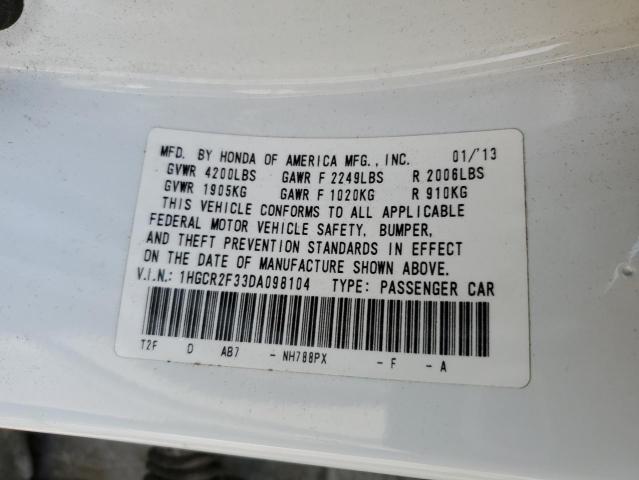 MFD. BY HONDA OF AMERICA MFG., INC. 01/13
GVWR 4200LBS GAWR F 2249LBS R 2006LBS
GVWR 1905KG GAWR F 1020KG R 910KG
THIS VEHICLE CONFORMS TO ALL APPLICABLE
FEDERAL MOTOR VEHICLE SAFETY, BUMPER,
AND THEFT PREVENTION STANDARDS IN EFFECT
ON THE DATE OF MANUFACTURE SHOWN ABOVE.
V.I.N.: 1HGCR2F33DA098104 TYPE: PASSENGER CAR
T2F D AB7 - NH788PX - F - A